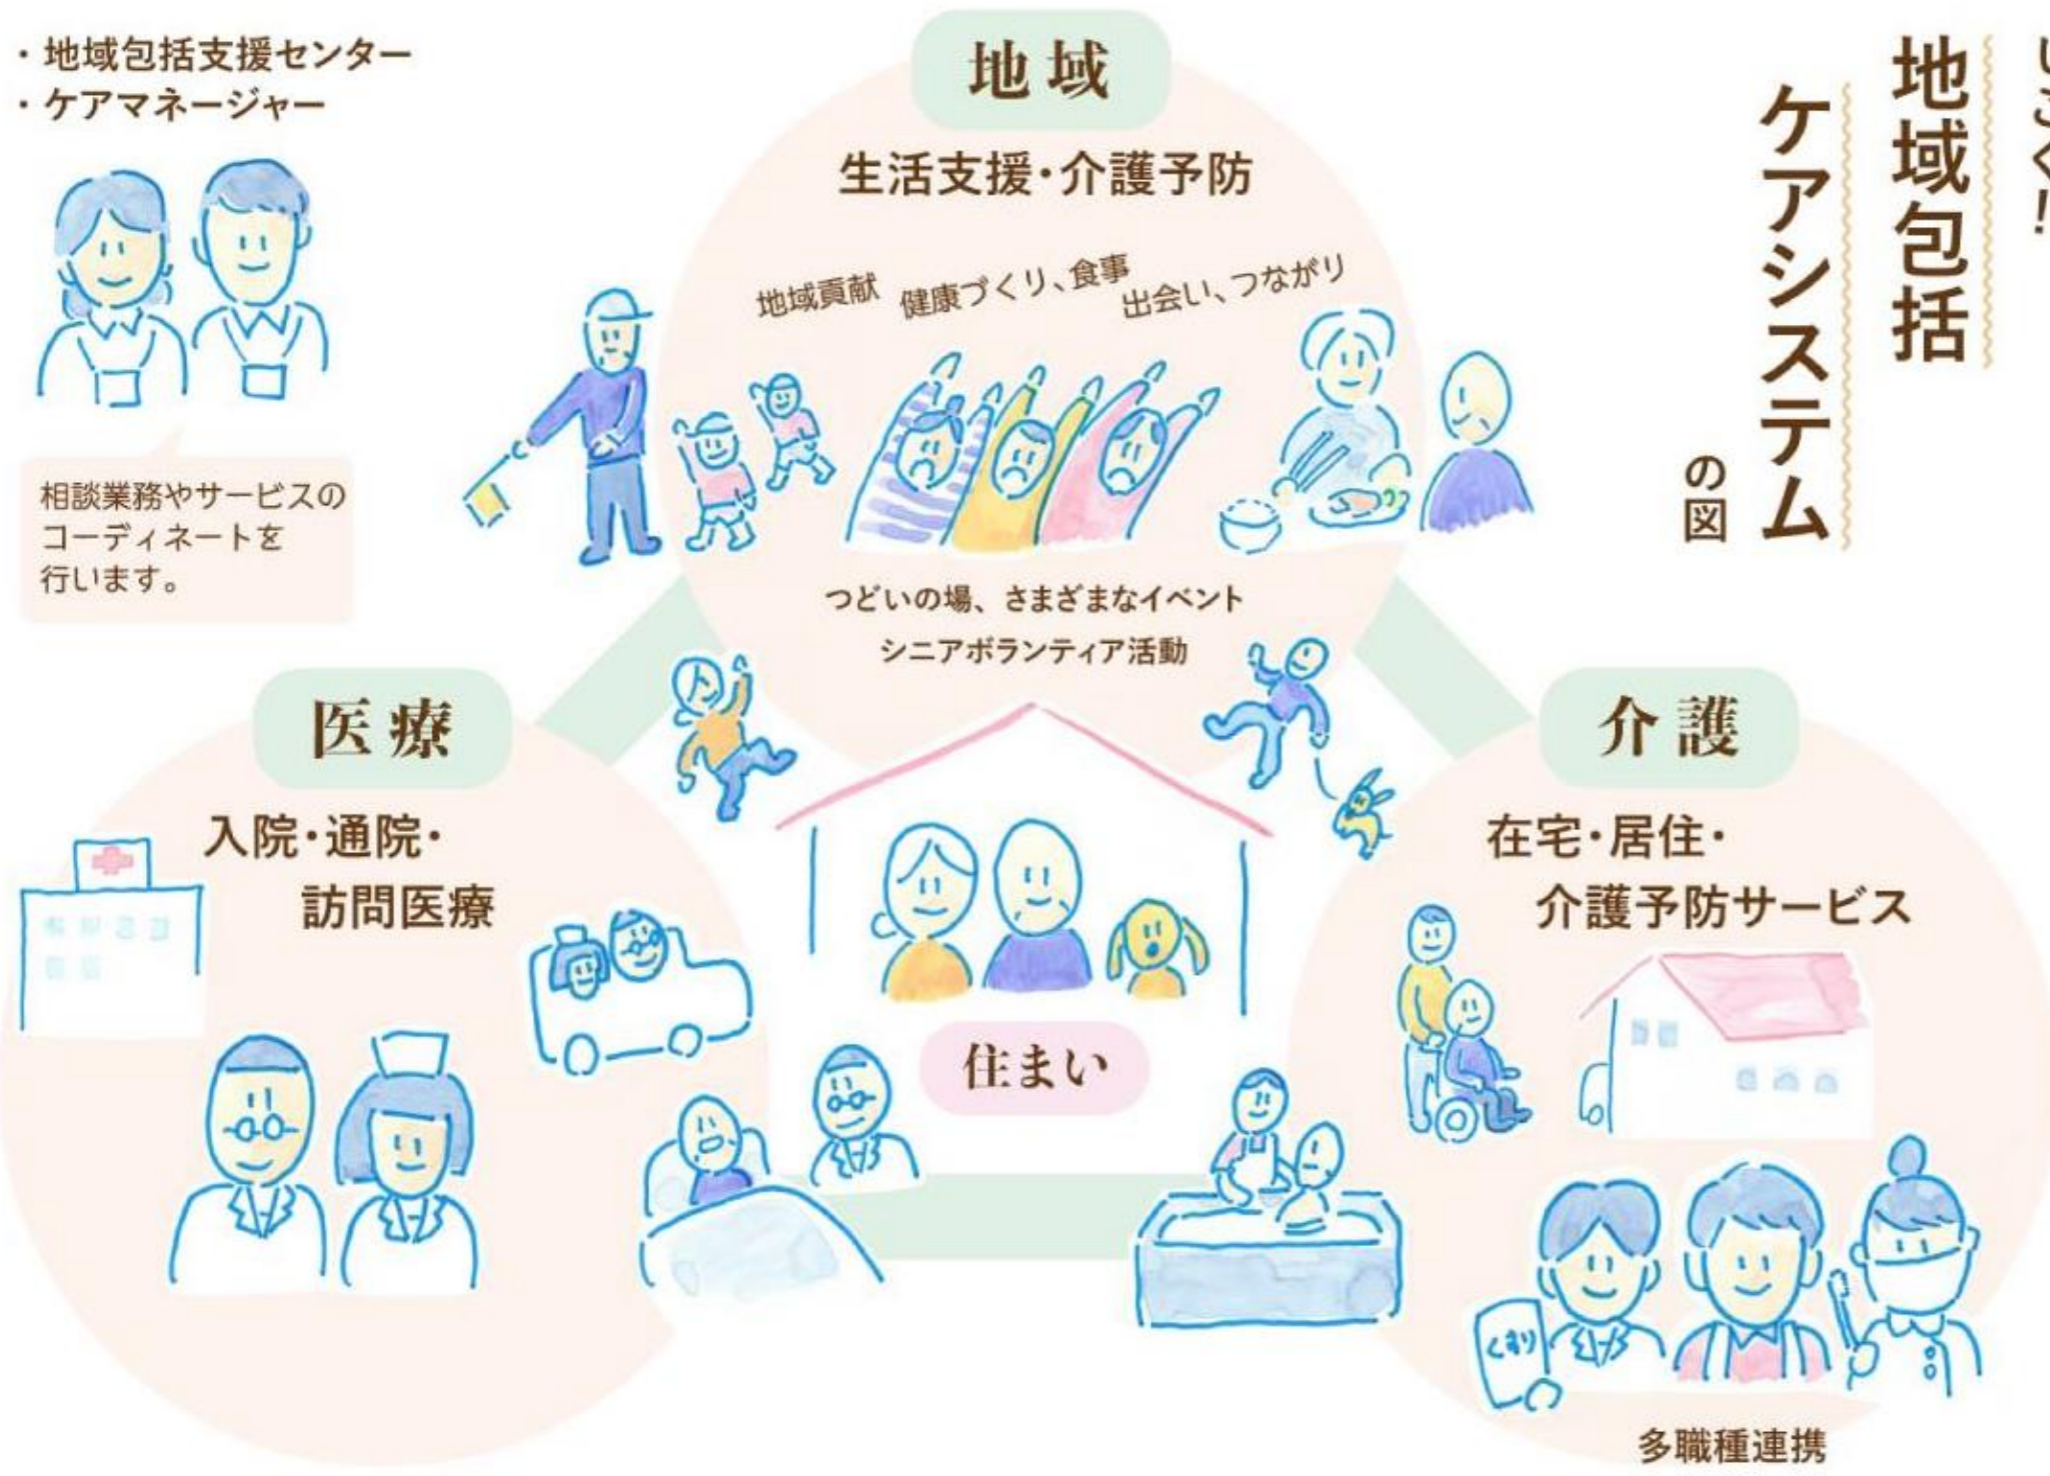 地域包括
ケアシステム
の図
・地域包括支援センター
・ケアマネージャー
相談業務やサービスの
コーディネートを
行います。
地域
生活支援・介護予防
地域貢献
健康づくり、食事
出会い、つながり
つどいの場、さまざまなイベント
シニアボランティア活動
医療
入院・通院・
訪問医療
住まい
介護
在宅・居住・
介護予防サービス
くすり
多職種連携